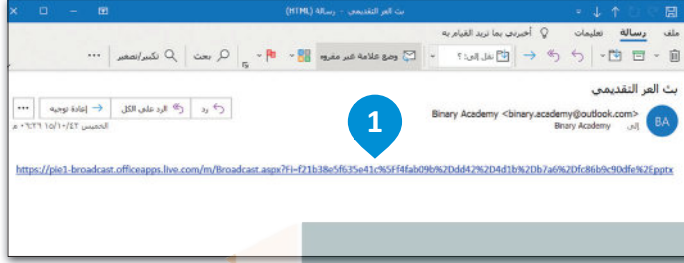 بث العر التقديمي - رسالة (HTML)
ملف رسالة تعليمات أخبرني بما تريد القيام به
نقل إلى: ؟ وضع علامة غير مقروء بحث تكبير/تصغير ...
بث العر التقديمي
رد الرد على الكل إعادة توجيه ...
BA Binary Academy <binary.academy@outlook.com>
إلى Binary Academy
الخميس
1
https://pie1-broadcast.officeapps.live.com/m/Broadcast.aspx?Fi=f21b38e5f635e41c%5Ff4fab09b%2Ddd42%2D4d1b%2Db7a6%2Dfc86b9c90dfe%2Epptx